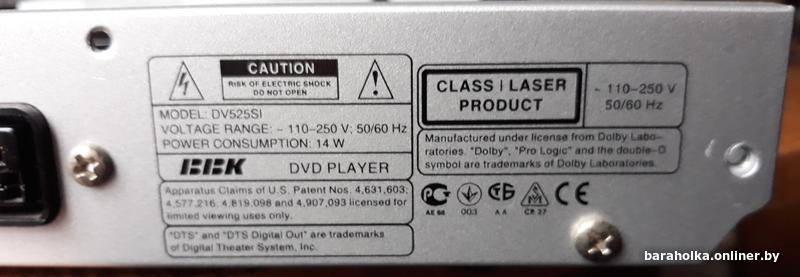 CAUTION
RISK OF ELECTRIC SHOCK
DO NOT OPEN
MODEL: DV525SI
VOLTAGE RANGE: ~ 110–250 V; 50/60 Hz
POWER CONSUMPTION: 14 W
BBK DVD PLAYER
Apparatus Claims of U.S. Patent Nos. 4,631,603;
4,577,216; 4,819,098 and 4,907,093 licensed for
limited viewing uses only.
"DTS" and "DTS Digital Out" are trademarks
of Digital Theater System, Inc.
CLASS I LASER
PRODUCT
~ 110–250 V
50/60 Hz
Manufactured under license from Dolby Labo-
ratories. "Dolby", "Pro Logic" and the double-D
symbol are trademarks of Dolby Laboratories.
AE 56
003
A A
CE
baraholka.onliner.by